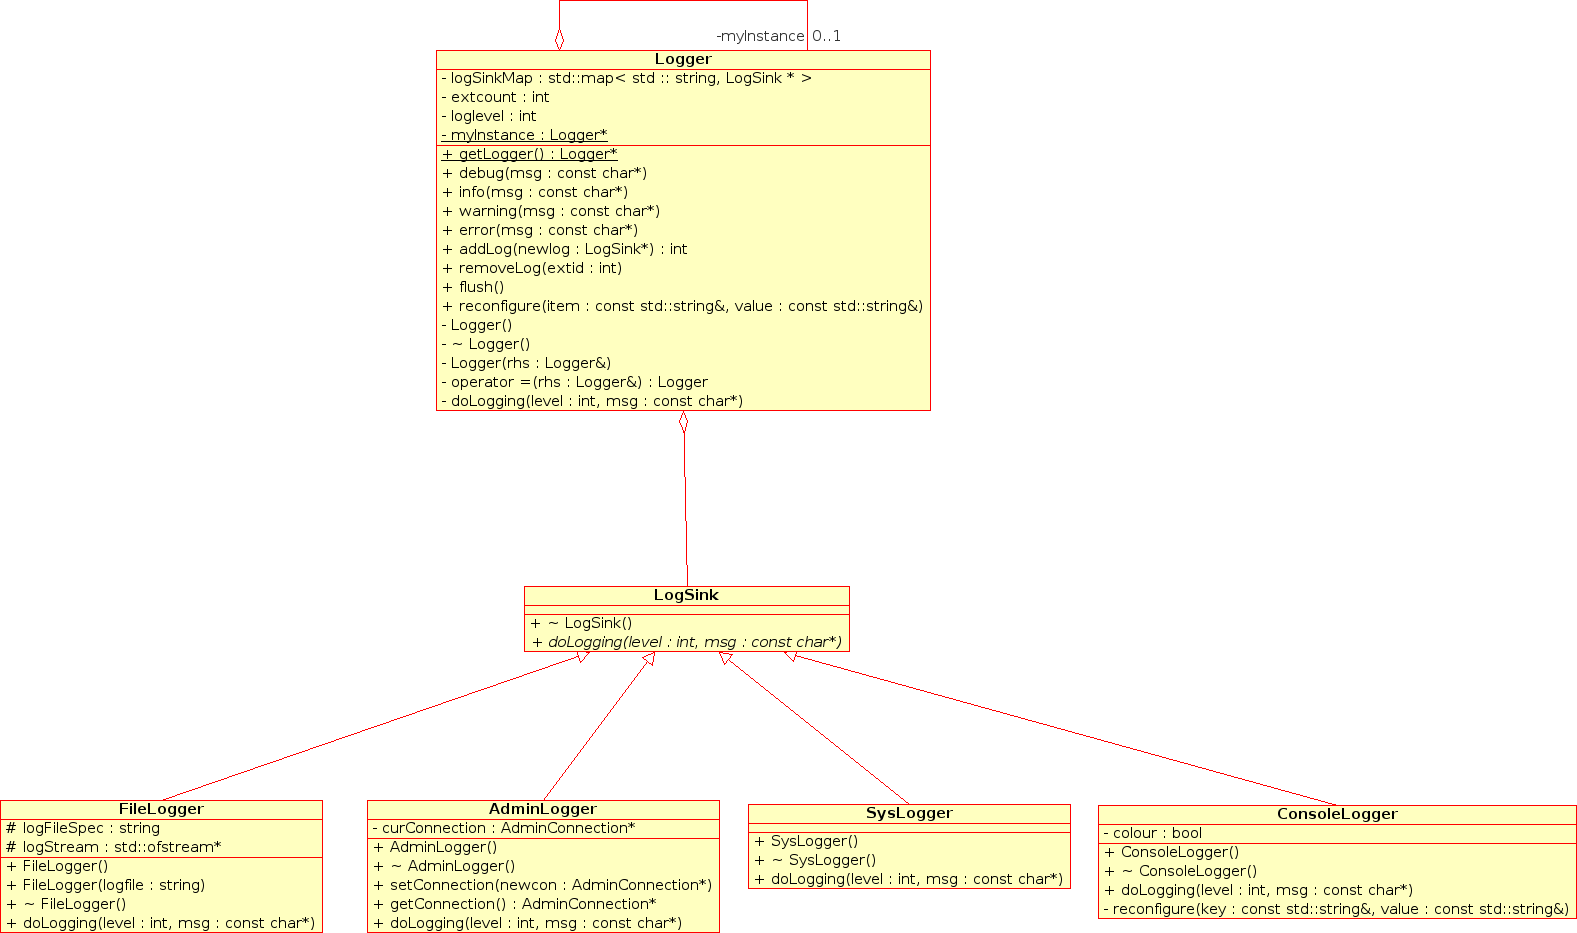 -myInstance 0..1
Logger
- logSinkMap : std::map< std :: string, LogSink * >
- extcount : int
- loglevel : int
- myInstance : Logger*
+ getLogger() : Logger*
+ debug(msg : const char*)
+ info(msg : const char*)
+ warning(msg : const char*)
+ error(msg : const char*)
+ addLog(newlog : LogSink*) : int
+ removeLog(extid : int)
+ flush()
+ reconfigure(item : const std::string&, value : const std::string&)
- Logger()
- ~ Logger()
- Logger(rhs : Logger&)
- operator =(rhs : Logger&) : Logger
- doLogging(level : int, msg : const char*)
LogSink
+ ~ LogSink()
+ doLogging(level : int, msg : const char*)
FileLogger
# logFileSpec : string
# logStream : std::ofstream*
+ FileLogger()
+ FileLogger(logfile : string)
+ ~ FileLogger()
+ doLogging(level : int, msg : const char*)
AdminLogger
- curConnection : AdminConnection*
+ AdminLogger()
+ ~ AdminLogger()
+ setConnection(newcon : AdminConnection*)
+ getConnection() : AdminConnection*
+ doLogging(level : int, msg : const char*)
SysLogger
+ SysLogger()
+ ~ SysLogger()
+ doLogging(level : int, msg : const char*)
ConsoleLogger
- colour : bool
+ ConsoleLogger()
+ ~ ConsoleLogger()
+ doLogging(level : int, msg : const char*)
- reconfigure(key : const std::string&, value : const std::string&)